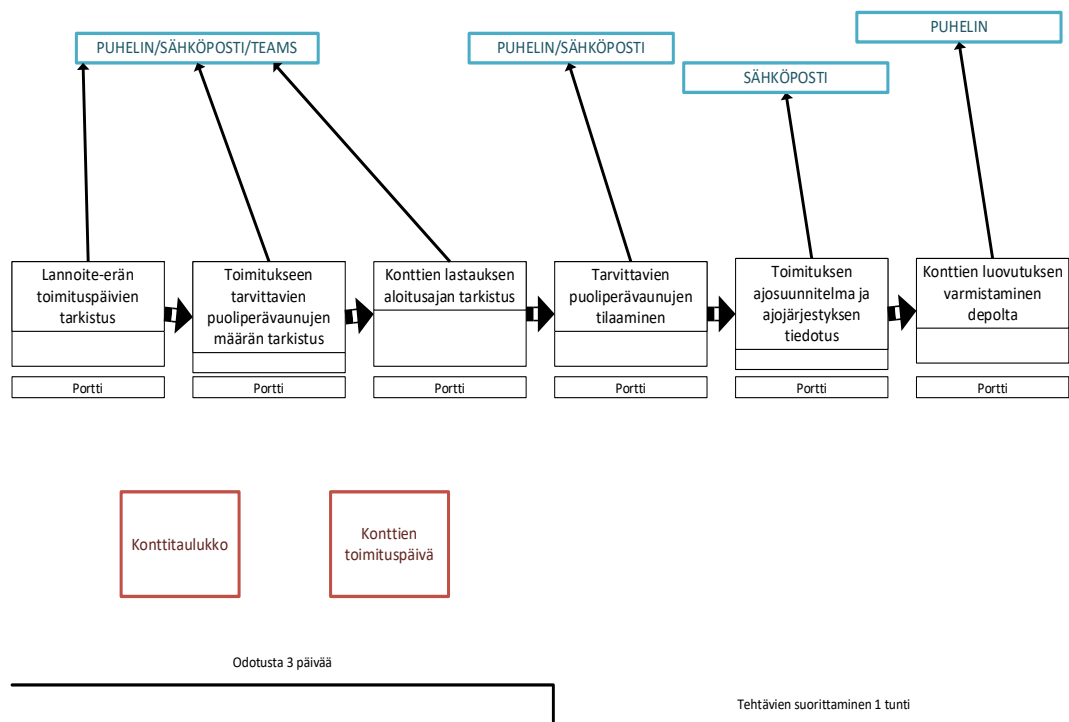 PUHELIN/SÄHKÖPOSTI/TEAMS
PUHELIN/SÄHKÖPOSTI
SÄHKÖPOSTI
PUHELIN
Lannoite-erän
toimituspäivien
tarkistus
Portti
Toimitukseen
tarvittavien
puoliperävaunujen
määrän tarkistus
Portti
Konttien lastauksen
aloitusajan tarkistus
Portti
Tarvittavien
puoliperävaunujen
tilaaminen
Portti
Toimituksen
ajosuunnitelma ja
ajojärjestyksen
tiedotus
Portti
Konttien luovutuksen
varmistaminen
depolta
Portti
Konttitaulukko
Konttien
toimituspäivä
Odotusta 3 päivää
Tehtävien suorittaminen 1 tunti